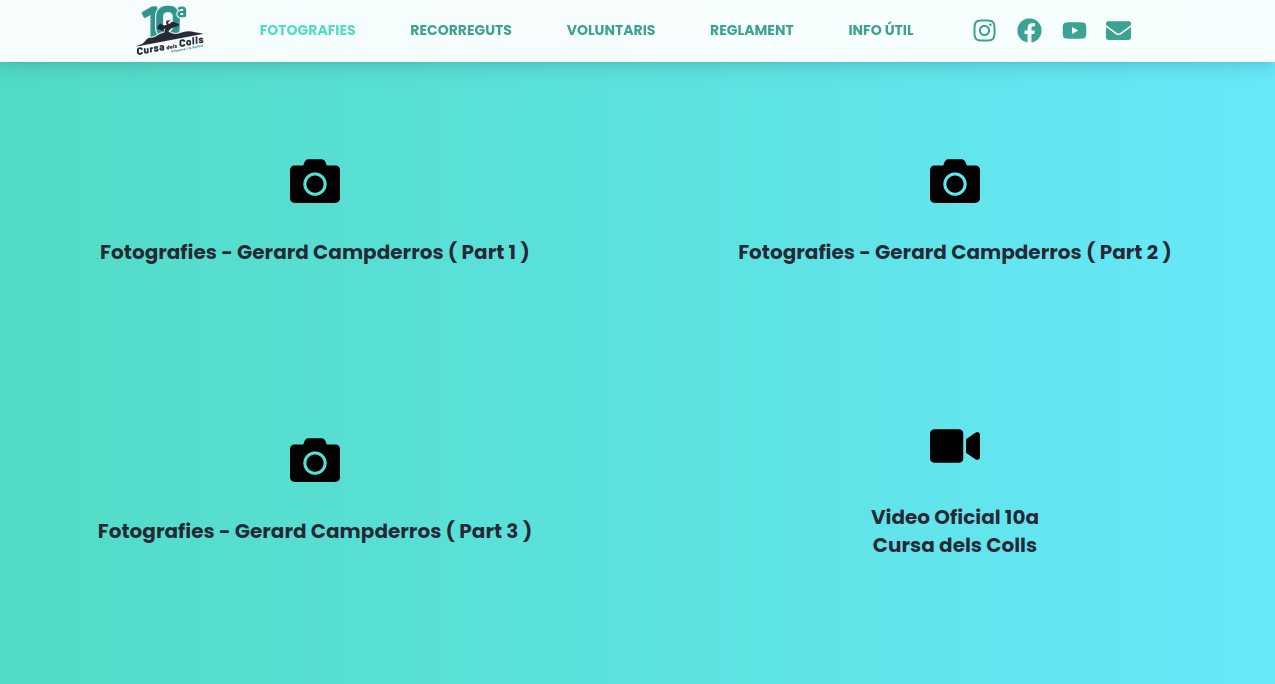 10a
Cursa dels Colls
FOTOGRAFIES
RECORREGUTS
VOLUNTARIS
REGLAMENT
INFO ÚTIL
Fotografies - Gerard Campderros ( Part 1 )
Fotografies - Gerard Campderros ( Part 2 )
Fotografies - Gerard Campderros ( Part 3 )
Video Oficial 10a
Cursa dels Colls